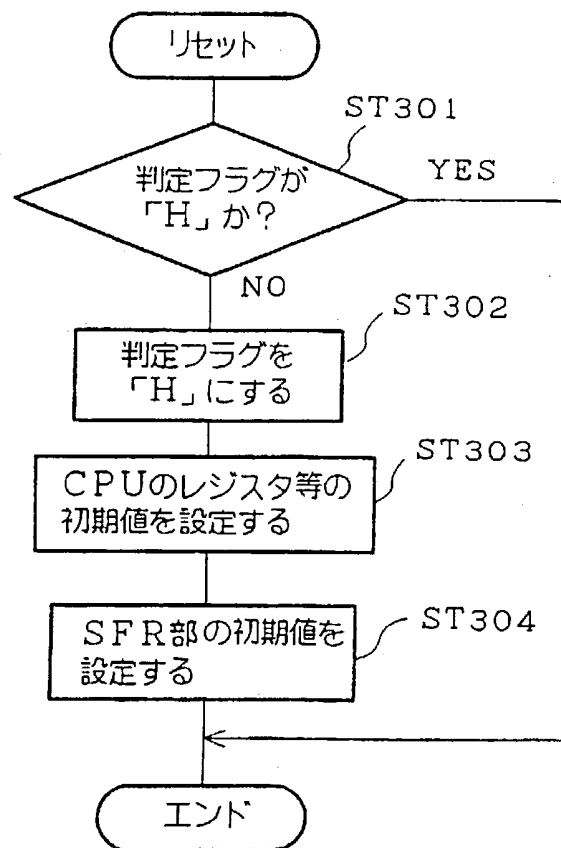 リセット
ST301
判定フラグが
「H」か?
YES
NO
ST302
判定フラグを
「H」にする
ST303
CPUのレジスタ等の
初期値を設定する
ST304
SFR部の初期値を
設定する
エンド